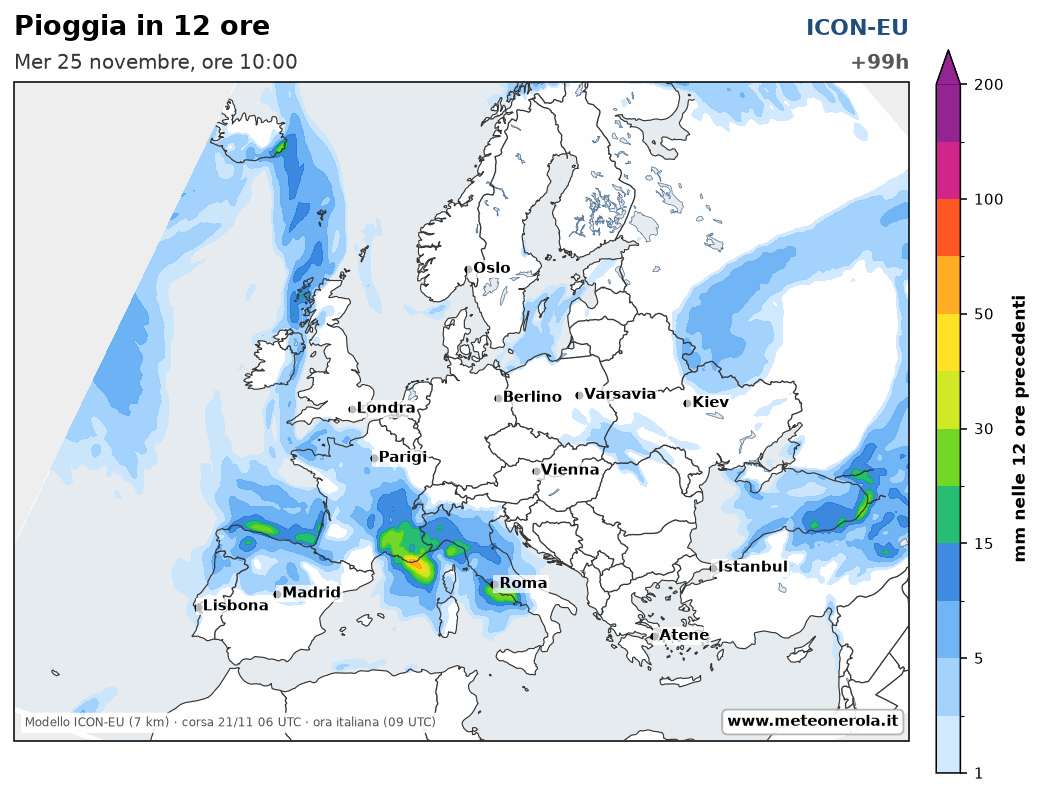 Pioggia in 12 ore
ICON-EU
Mer 25 novembre, ore 10:00
+99h
200
100
50
30
15
5
1
mm nelle 12 ore precedenti
Oslo
Berlino
Varsavia
Kiev
Londra
Parigi
Vienna
Istanbul
Roma
Madrid
Lisbona
Atene
Modello ICON-EU (7 km) · corsa 21/11 06 UTC · ora italiana (09 UTC)
www.meteonerola.it